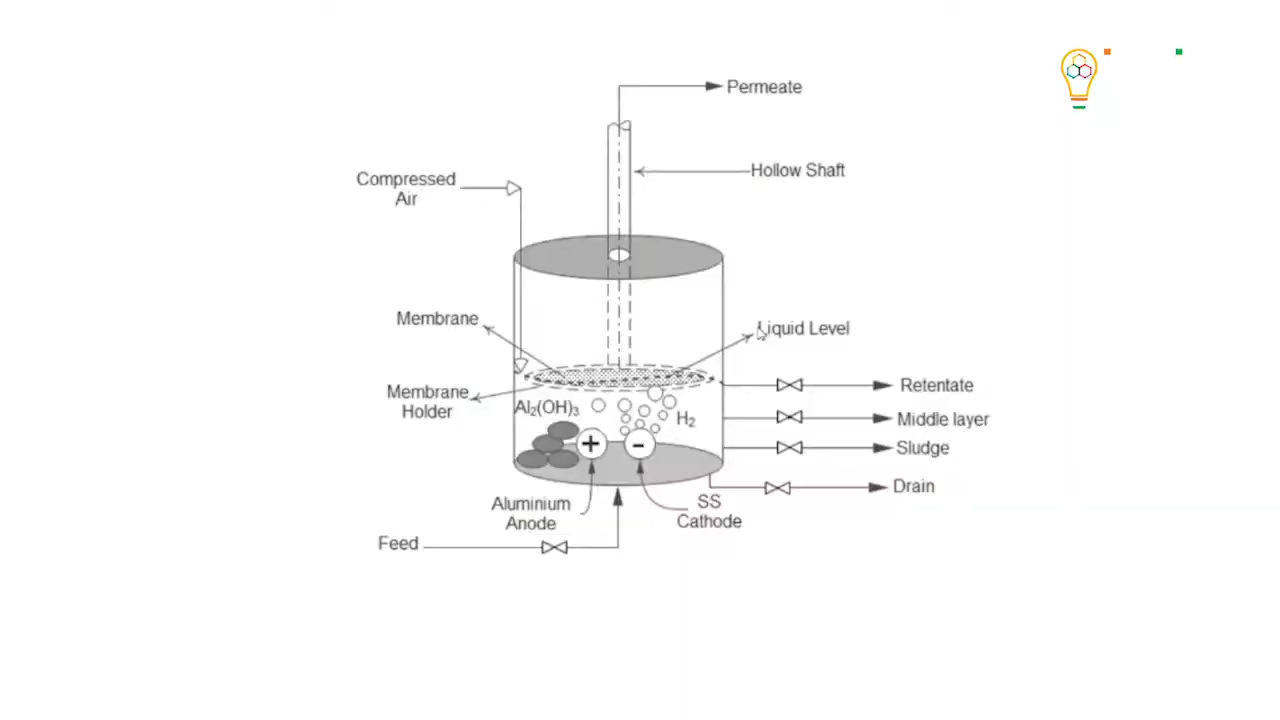 Permeate
Hollow Shaft
Compressed
Air
Membrane
Liquid Level
Membrane
Holder
Al2(OH)3
H2
Retentate
Middle layer
Sludge
Drain
+
-
Aluminium
Anode
SS
Cathode
Feed